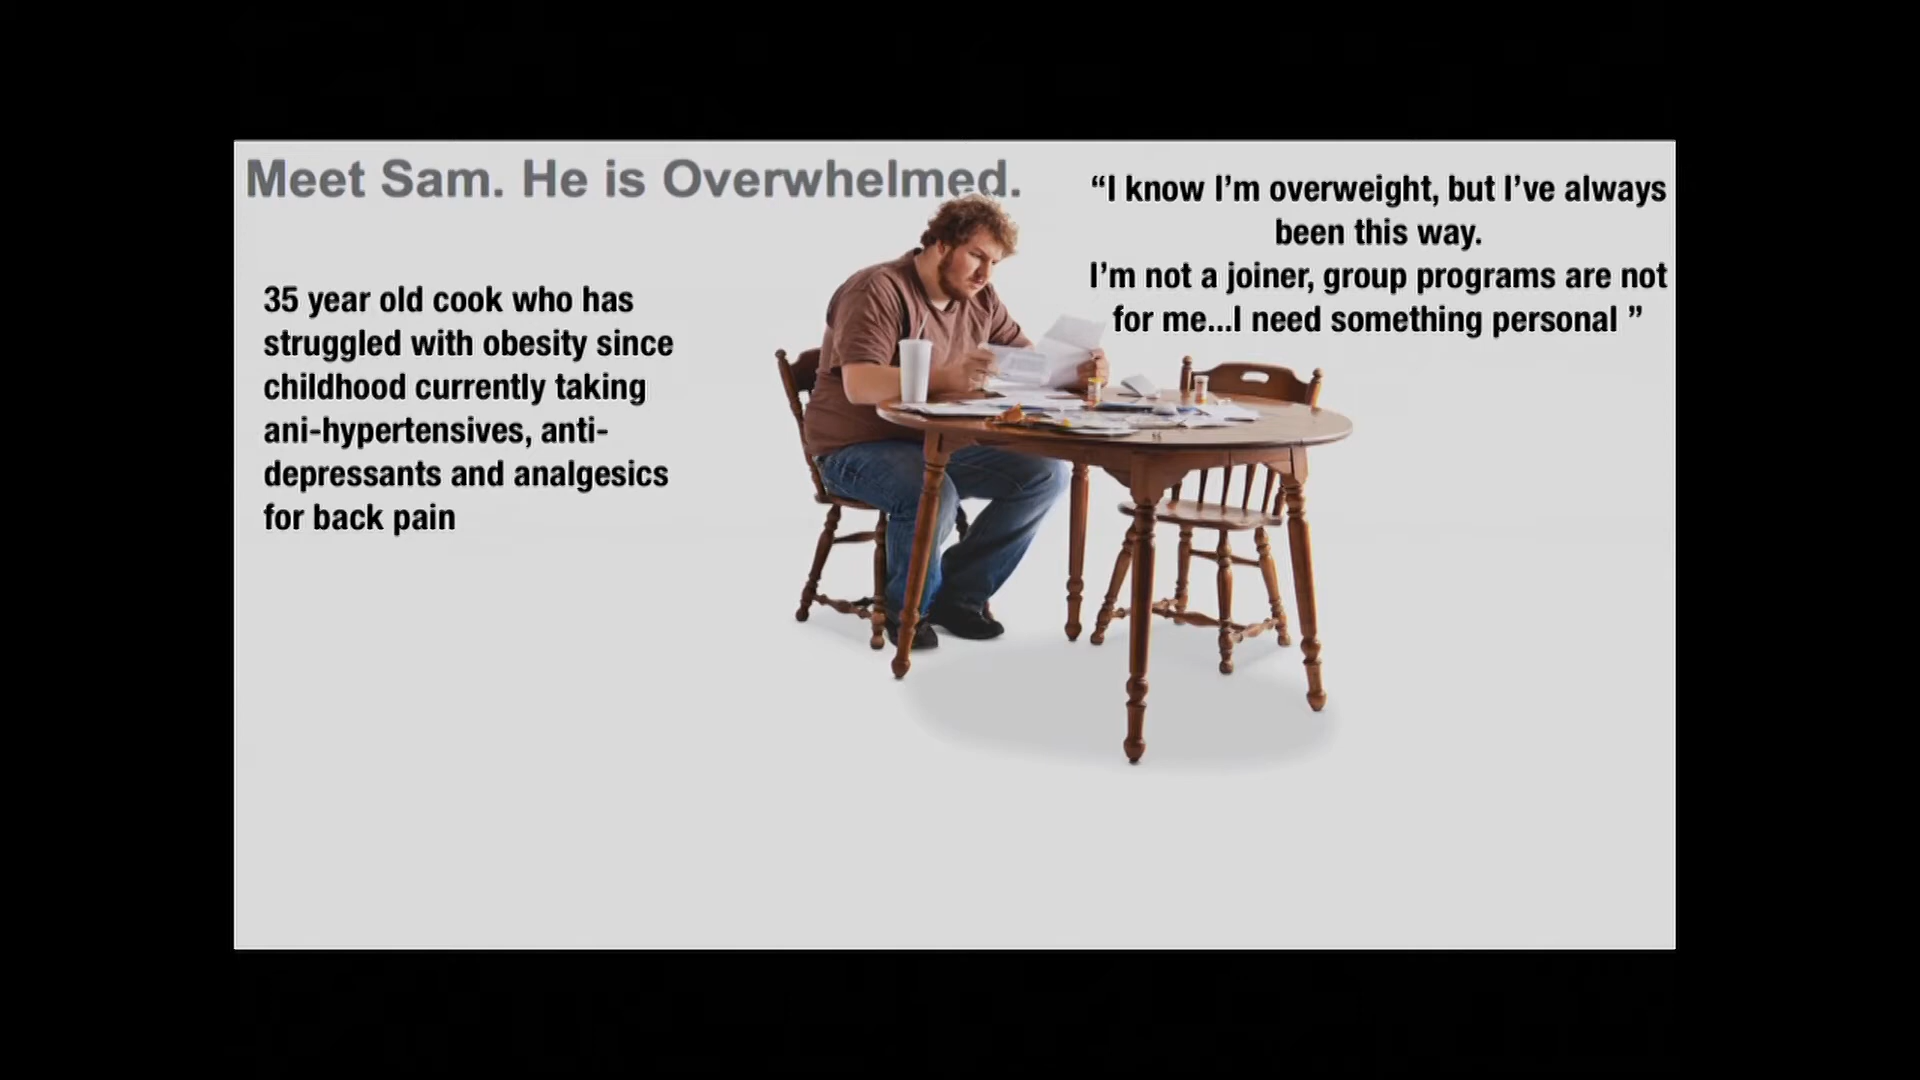 Meet Sam. He is Overwhelmed.
35 year old cook who has
struggled with obesity since
childhood currently taking
ani-hypertensives, anti-
depressants and analgesics
for back pain
“I know I’m overweight, but I’ve always
been this way.
I’m not a joiner, group programs are not
for me...I need something personal ”